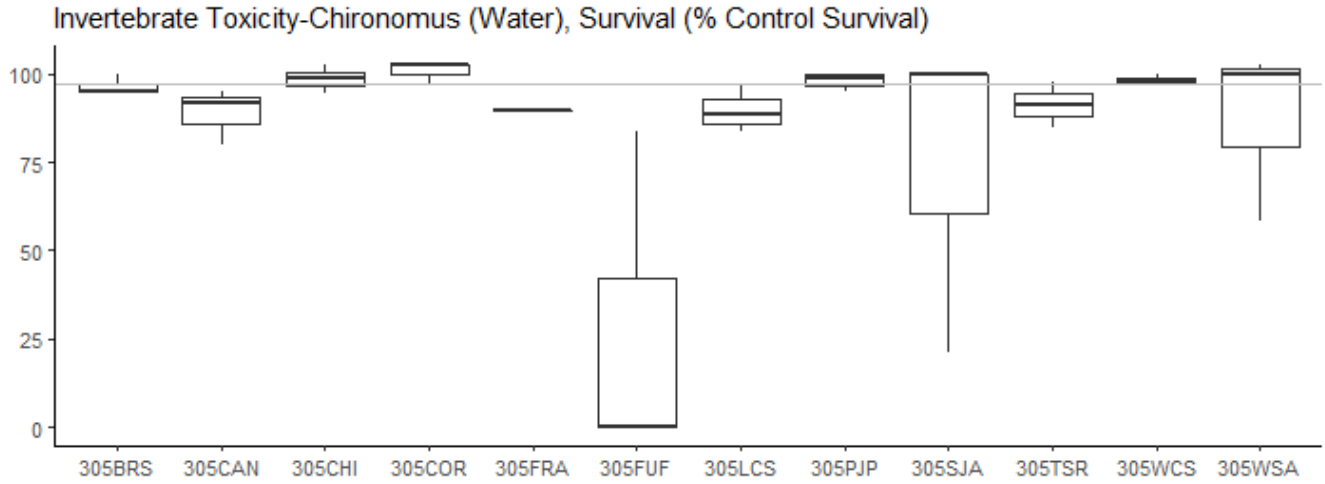 Invertebrate Toxicity-Chironomus (Water), Survival (% Control Survival)
100
75
50
25
0
305BRS 305CAN 305CHI 305COR 305FRA 305FUF 305LCS 305PJP 305SJA 305TSR 305WCS 305WSA